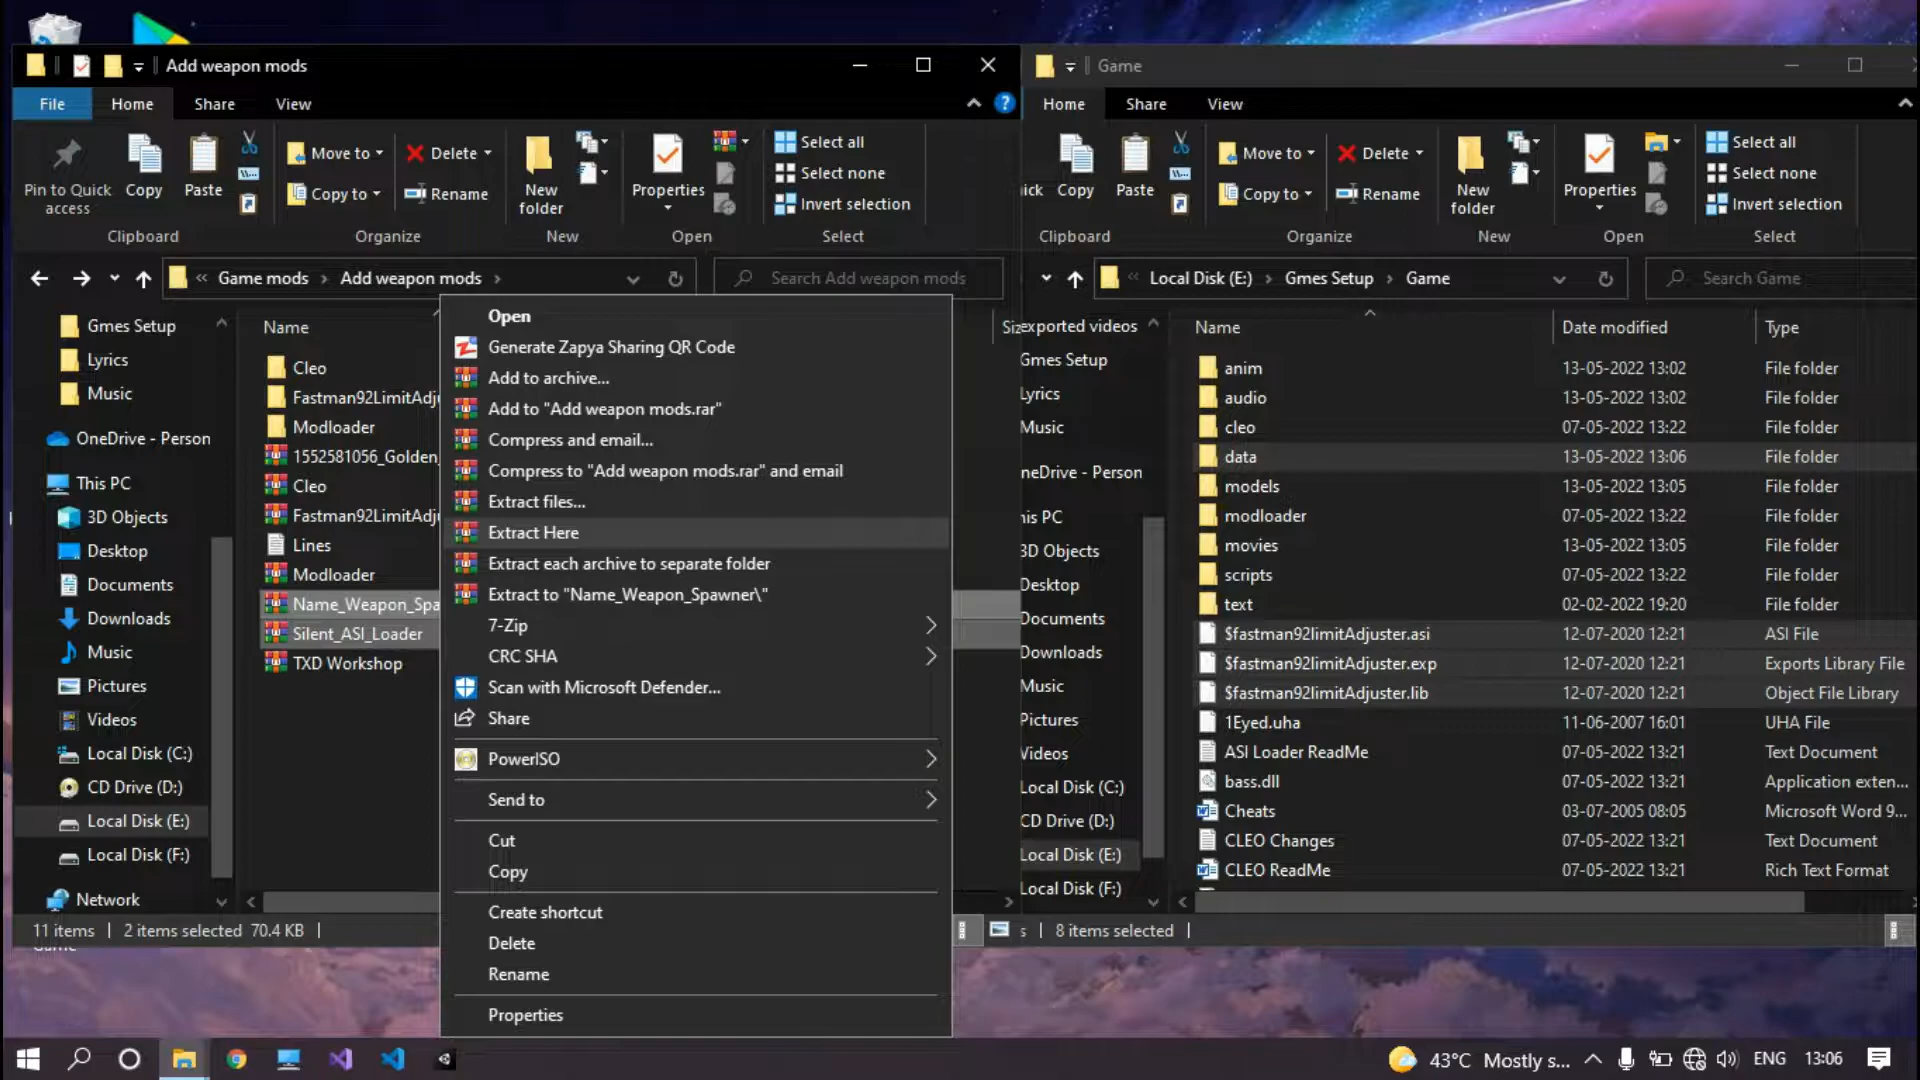 Add weapon mods
File Home Share View
Pin to Quick access
Copy
Paste
Clipboard
Move to
Copy to
Delete
Rename
Organize
New folder
New
Properties
Open
Select all
Select none
Invert selection
Select
« Game mods › Add weapon mods ›
Search Add weapon mods
Gmes Setup
Lyrics
Music
OneDrive - Person
This PC
3D Objects
Desktop
Documents
Downloads
Music
Pictures
Videos
Local Disk (C:)
CD Drive (D:)
Local Disk (E:)
Local Disk (F:)
Network
Name
Cleo
Fastman92LimitAdju
Modloader
1552581056_Golden_
Cleo
Fastman92LimitAdju
Lines
Modloader
Name_Weapon_Spa
Silent_ASI_Loader
TXD Workshop
11 items | 2 items selected 70.4 KB |
Open
Generate Zapya Sharing QR Code
Add to archive...
Add to "Add weapon mods.rar"
Compress and email...
Compress to "Add weapon mods.rar" and email
Extract files...
Extract Here
Extract each archive to separate folder
Extract to "Name_Weapon_Spawner\"
7-Zip
CRC SHA
Scan with Microsoft Defender...
Share
PowerISO
Send to
Cut
Copy
Create shortcut
Delete
Rename
Properties
Game
Home Share View
ick
Copy
Paste
Clipboard
Move to
Copy to
Delete
Rename
Organize
New folder
New
Properties
Open
Select all
Select none
Invert selection
Select
« Local Disk (E:) › Gmes Setup › Game
Search Game
Siz
exported videos
Gmes Setup
Lyrics
Music
neDrive - Person
his PC
3D Objects
Desktop
Documents
Downloads
Music
Pictures
Videos
Local Disk (C:)
CD Drive (D:)
Local Disk (E:)
Local Disk (F:)
Name Date modified Type
anim 13-05-2022 13:02 File folder
audio 13-05-2022 13:02 File folder
cleo 07-05-2022 13:22 File folder
data 13-05-2022 13:06 File folder
models 13-05-2022 13:05 File folder
modloader 07-05-2022 13:22 File folder
movies 13-05-2022 13:05 File folder
scripts 07-05-2022 13:22 File folder
text 02-02-2022 19:20 File folder
$fastman92limitAdjuster.asi 12-07-2020 12:21 ASI File
$fastman92limitAdjuster.exp 12-07-2020 12:21 Exports Library File
$fastman92limitAdjuster.lib 12-07-2020 12:21 Object File Library
1Eyed.uha 11-06-2007 16:01 UHA File
ASI Loader ReadMe 07-05-2022 13:21 Text Document
bass.dll 07-05-2022 13:21 Application exten...
Cheats 03-07-2005 08:05 Microsoft Word 9...
CLEO Changes 07-05-2022 13:21 Text Document
CLEO ReadMe 07-05-2022 13:21 Rich Text Format
s | 8 items selected |
43°C Mostly s... ENG 13:06